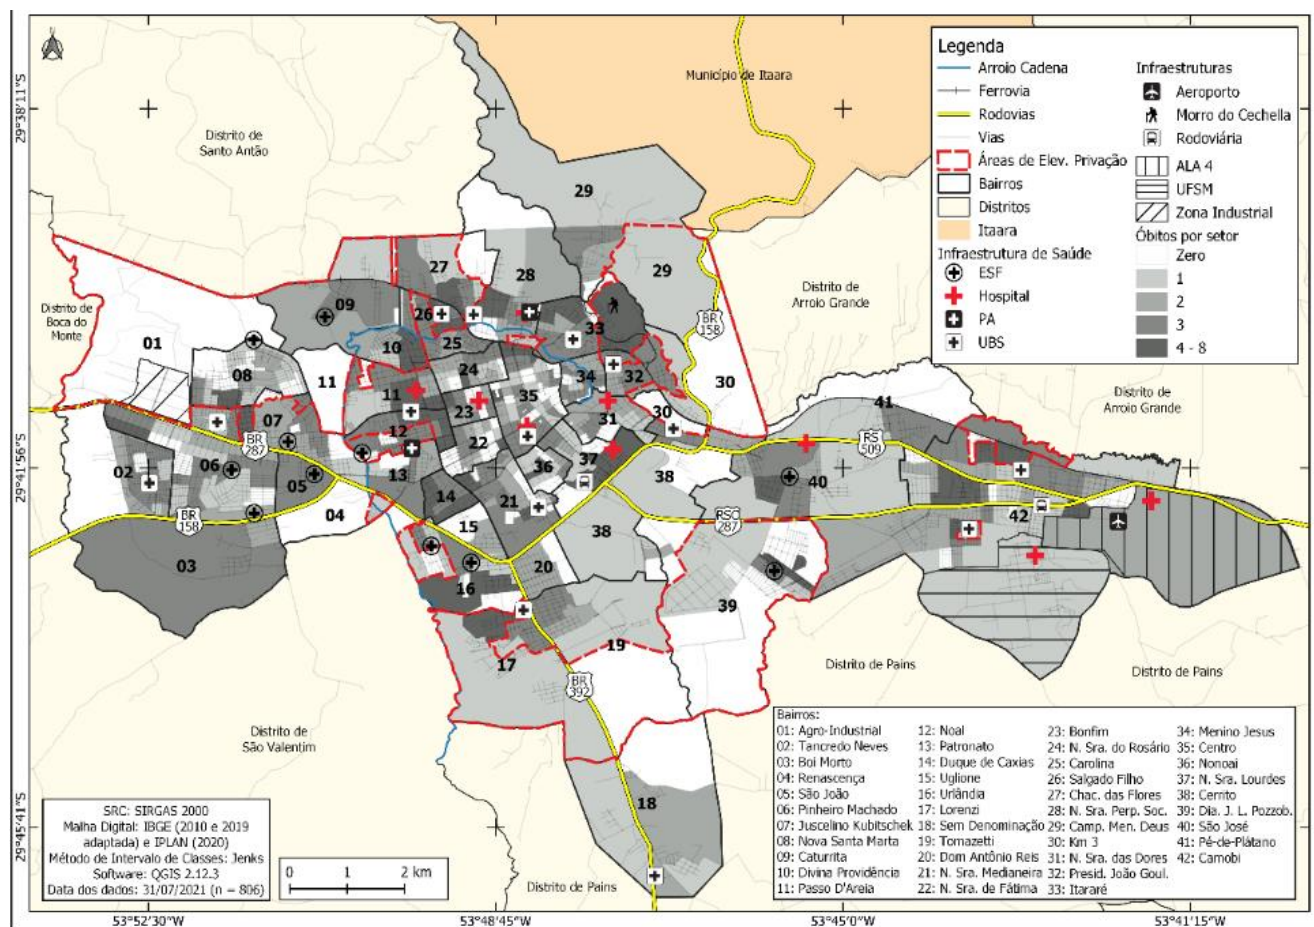 Legenda
Arroio Cadena
Ferrovia
Rodovias
Vias
Áreas de Elev. Privação
Bairros
Distritos
Itaara
Infraestrutura de Saúde
ESF
Hospital
PA
UBS
Infraestruturas
Aeroporto
Morro do Cechella
Rodoviária
ALA 4
UFSM
Zona Industrial
Óbitos por setor
Zero
1
2
3
4 - 8
Município de Itaara
Distrito de
Santo Antão
Distrito de
Boca do
Monte
Distrito de
Arroio Grande
Distrito de
Arroio Grande
Distrito de Pains
Distrito de Pains
Distrito de
São Valentim
Distrito de Pains
29°38'11"S
29°41'56"S
29°45'41"S
53°52'30"W
53°48'45"W
53°45'0"W
53°41'15"W
29
27
28
29
09
26
33
BR
158
01
10
25
08
11
24
34
32
30
11
35
23
31
30
41
07
12
BR
287
22
RS
509
02
06
13
36
37
38
40
05
14
21
BR
158
04
15
RSC
287
42
38
03
20
16
39
19
17
BR
392
18
Bairros:
01: Agro-Industrial
02: Tancredo Neves
03: Boi Morto
04: Renascença
05: São João
06: Pinheiro Machado
07: Juscelino Kubitschek
08: Nova Santa Marta
09: Caturrita
10: Divina Providência
11: Passo D'Areia
12: Noal
13: Patronato
14: Duque de Caxias
15: Uglione
16: Urlândia
17: Lorenzi
18: Sem Denominação
19: Tomazetti
20: Dom Antônio Reis
21: N. Sra. Medianeira
22: N. Sra. de Fátima
23: Bonfim
24: N. Sra. do Rosário
25: Carolina
26: Salgado Filho
27: Chac. das Flores
28: N. Sra. Perp. Soc.
29: Camp. Men. Deus
30: Km 3
31: N. Sra. das Dores
32: Presid. João Goul.
33: Itararé
34: Menino Jesus
35: Centro
36: Nonoai
37: N. Sra. Lourdes
38: Cerrito
39: Dia. J. L. Pozzob.
40: São José
41: Pé-de-Plátano
42: Camobi
SRC: SIRGAS 2000
Malha Digital: IBGE (2010 e 2019
adaptada) e IPLAN (2020)
Método de Intervalo de Classes: Jenks
Software: QGIS 2.12.3
Data dos dados: 31/07/2021 (n = 806)
0 1 2 km